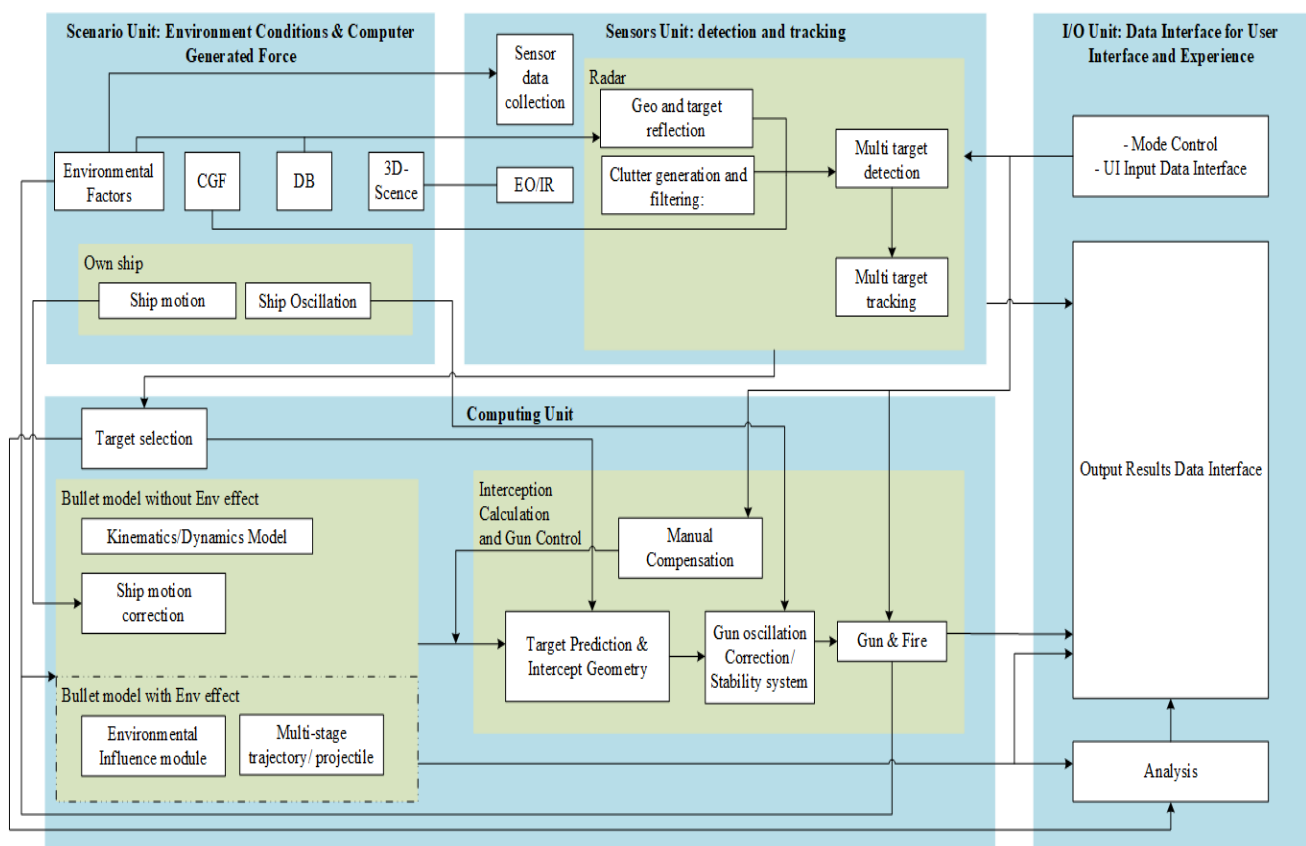 Scenario Unit: Environment Conditions & Computer
Generated Force
Sensors Unit: detection and tracking
I/O Unit: Data Interface for User
Interface and Experience
Sensor
data
collection
Radar
Geo and target
reflection
Clutter generation and
filtering:
Multi target
detection
Multi target
tracking
- Mode Control
- UI Input Data Interface
Environmental
Factors
CGF
DB
3D-
Scence
EO/IR
Own ship
Ship motion
Ship Oscillation
Computing Unit
Target selection
Output Results Data Interface
Bullet model without Env effect
Kinematics/Dynamics Model
Ship motion
correction
Interception
Calculation
and Gun Control
Manual
Compensation
Target Prediction &
Intercept Geometry
Gun oscillation
Correction/
Stability system
Gun & Fire
Bullet model with Env effect
Environmental
Influence module
Multi-stage
trajectory/ projectile
Analysis